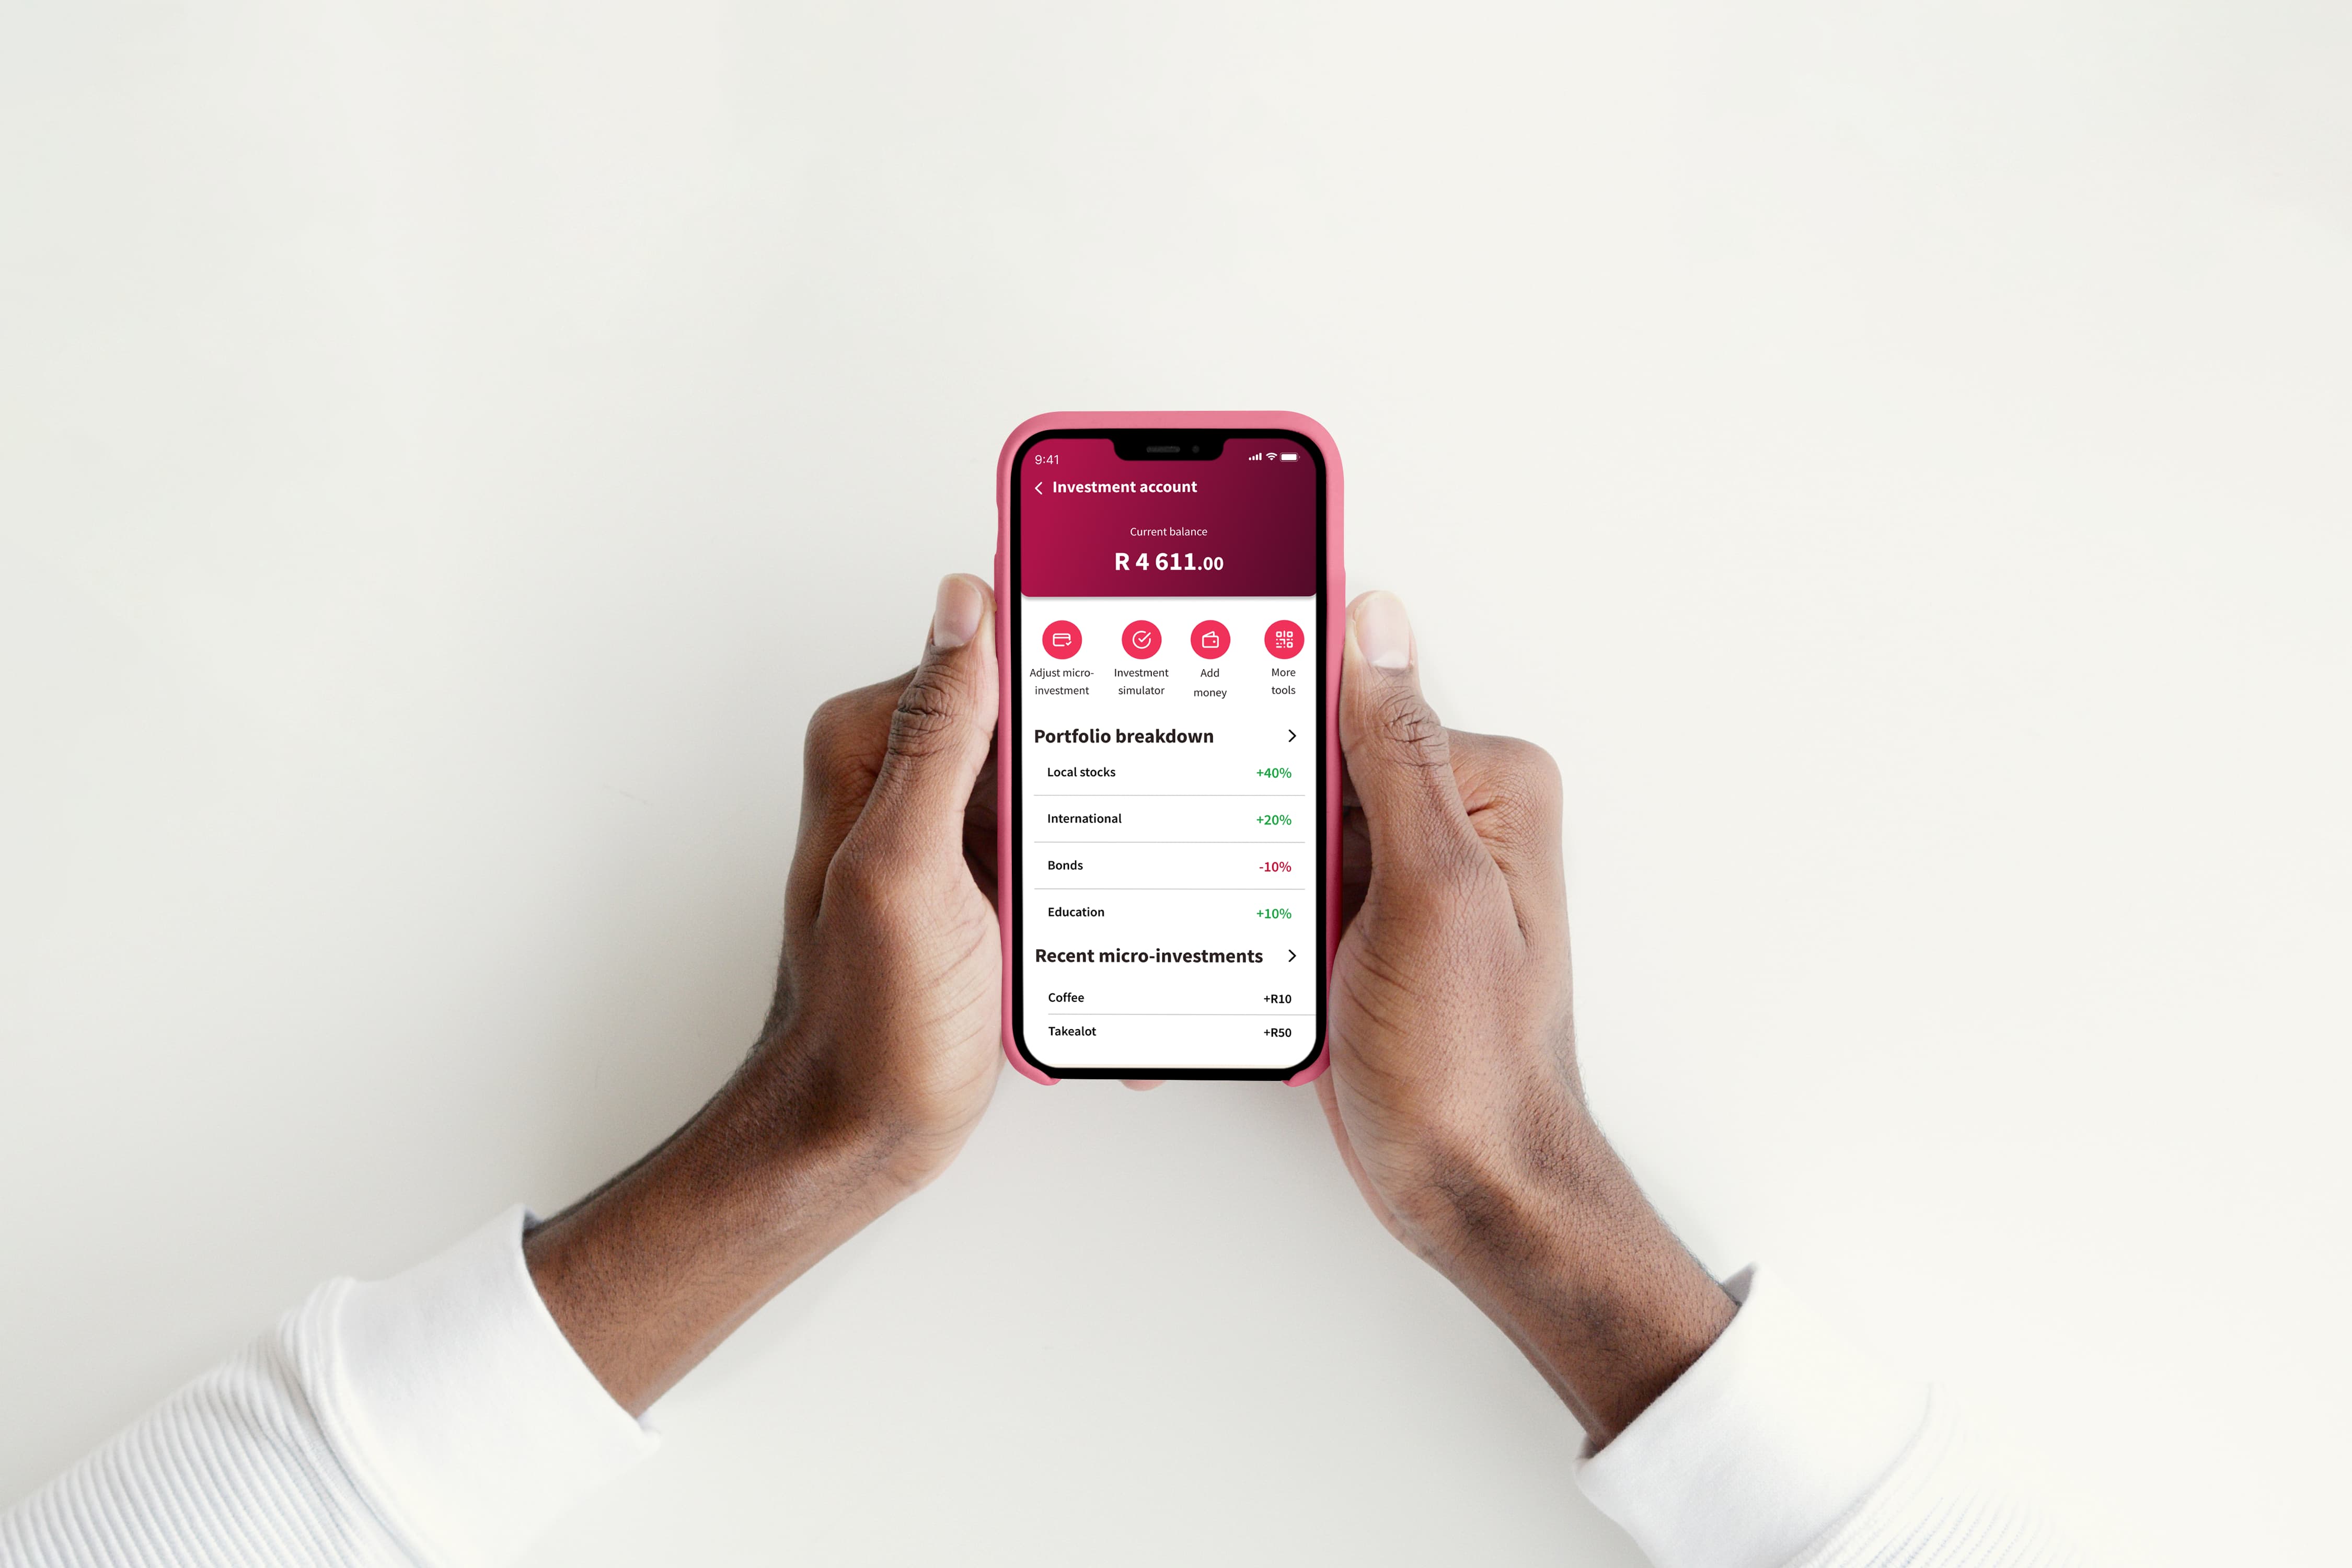 9:41
Investment account
Current balance
R 4 611.00
Adjust micro-
investment
Investment
simulator
Add
money
More
tools
Portfolio breakdown
Local stocks +40%
International +20%
Bonds -10%
Education +10%
Recent micro-investments
Coffee +R10
Takealot +R50